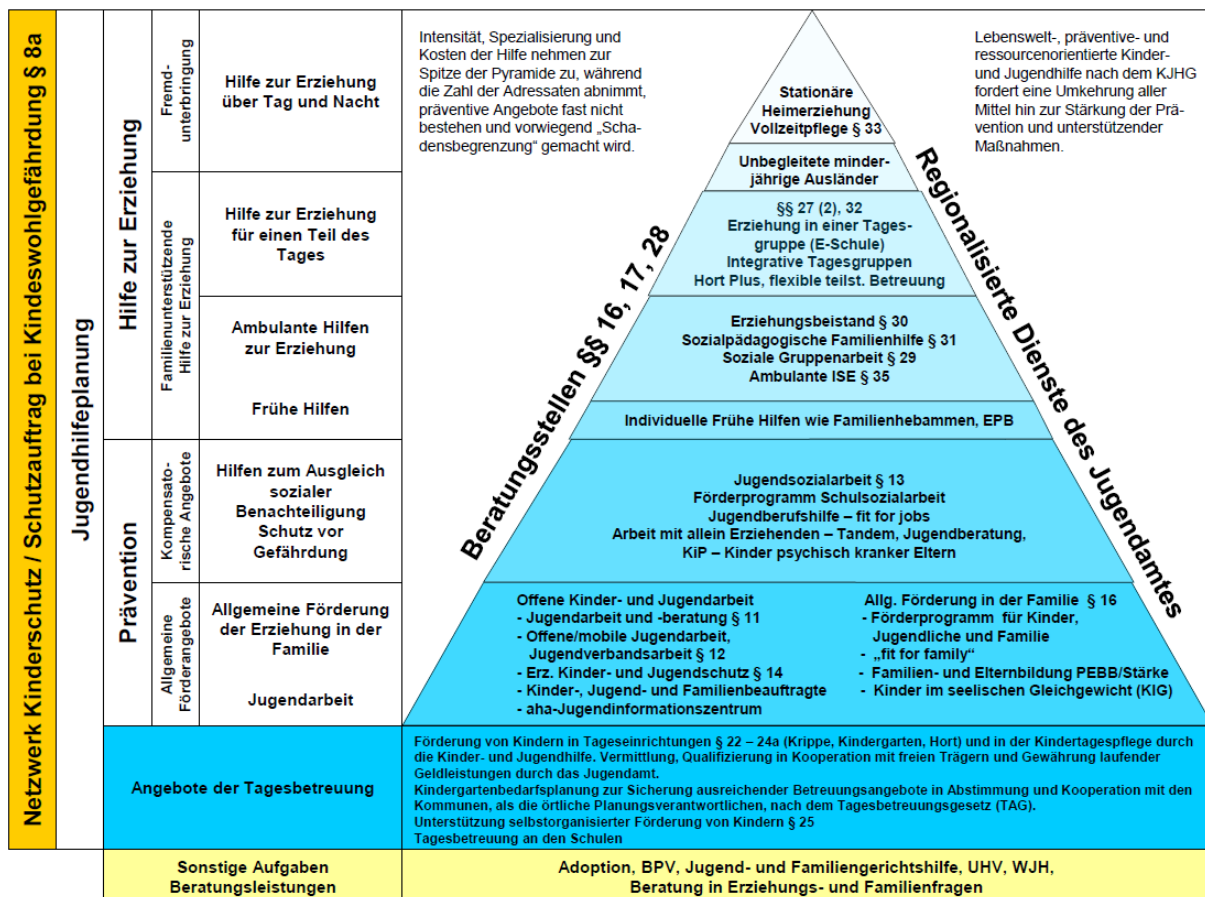 Netzwerk Kinderschutz / Schutzauftrag bei Kindeswohlgefährdung § 8a
Jugendhilfeplanung
Hilfe zur Erziehung
Fremd-
unterbringung
Hilfe zur Erziehung
über Tag und Nacht
Familienunterstützende
Hilfe zur Erziehung
Hilfe zur Erziehung
für einen Teil des
Tages
Ambulante Hilfen
zur Erziehung
Frühe Hilfen
Prävention
Kompensato-
rische Angebote
Hilfen zum Ausgleich
sozialer
Benachteiligung
Schutz vor
Gefährdung
Allgemeine
Förderangebote
Allgemeine Förderung
der Erziehung in der
Familie
Jugendarbeit
Intensität, Spezialisierung und
Kosten der Hilfe nehmen zur
Spitze der Pyramide zu, während
die Zahl der Adressaten abnimmt,
präventive Angebote fast nicht
bestehen und vorwiegend „Scha-
densbegrenzung“ gemacht wird.
Lebenswelt-, präventive- und
ressourcenorientierte Kinder-
und Jugendhilfe nach dem KJHG
fordert eine Umkehrung aller
Mittel hin zur Stärkung der Prä-
vention und unterstützender
Maßnahmen.
Beratungsstellen §§ 16, 17, 28
Regionalisierte Dienste des Jugendamtes
Stationäre
Heimerziehung
Vollzeitpflege § 33
Unbegleitete minder-
jährige Ausländer
§§ 27 (2), 32
Erziehung in einer Tages-
gruppe (E-Schule)
Integrative Tagesgruppen
Hort Plus, flexible teilst. Betreuung
Erziehungsbeistand § 30
Sozialpädagogische Familienhilfe § 31
Soziale Gruppenarbeit § 29
Ambulante ISE § 35
Individuelle Frühe Hilfen wie Familienhebammen, EPB
Jugendsozialarbeit § 13
Förderprogramm Schulsozialarbeit
Jugendberufshilfe – fit for jobs
Arbeit mit allein Erziehenden – Tandem, Jugendberatung,
KiP – Kinder psychisch kranker Eltern
Offene Kinder- und Jugendarbeit
- Jugendarbeit und -beratung § 11
- Offene/mobile Jugendarbeit,
Jugendverbandsarbeit § 12
- Erz. Kinder- und Jugendschutz § 14
- Kinder-, Jugend- und Familienbeauftragte
- aha-Jugendinformationszentrum
Allg. Förderung in der Familie § 16
- Förderprogramm für Kinder,
Jugendliche und Familie
- „fit for family“
- Familien- und Elternbildung PEBB/Stärke
- Kinder im seelischen Gleichgewicht (KIG)
Angebote der Tagesbetreuung
Förderung von Kindern in Tageseinrichtungen § 22 – 24a (Krippe, Kindergarten, Hort) und in der Kindertagespflege durch
die Kinder- und Jugendhilfe. Vermittlung, Qualifizierung in Kooperation mit freien Trägern und Gewährung laufender
Geldleistungen durch das Jugendamt.
Kindergartenbedarfsplanung zur Sicherung ausreichender Betreuungsangebote in Abstimmung und Kooperation mit den
Kommunen, als die örtliche Planungsverantwortlichen, nach dem Tagesbetreuungsgesetz (TAG).
Unterstützung selbstorganisierter Förderung von Kindern § 25
Tagesbetreuung an den Schulen
Sonstige Aufgaben
Beratungsleistungen
Adoption, BPV, Jugend- und Familiengerichtshilfe, UHV, WJH,
Beratung in Erziehungs- und Familienfragen